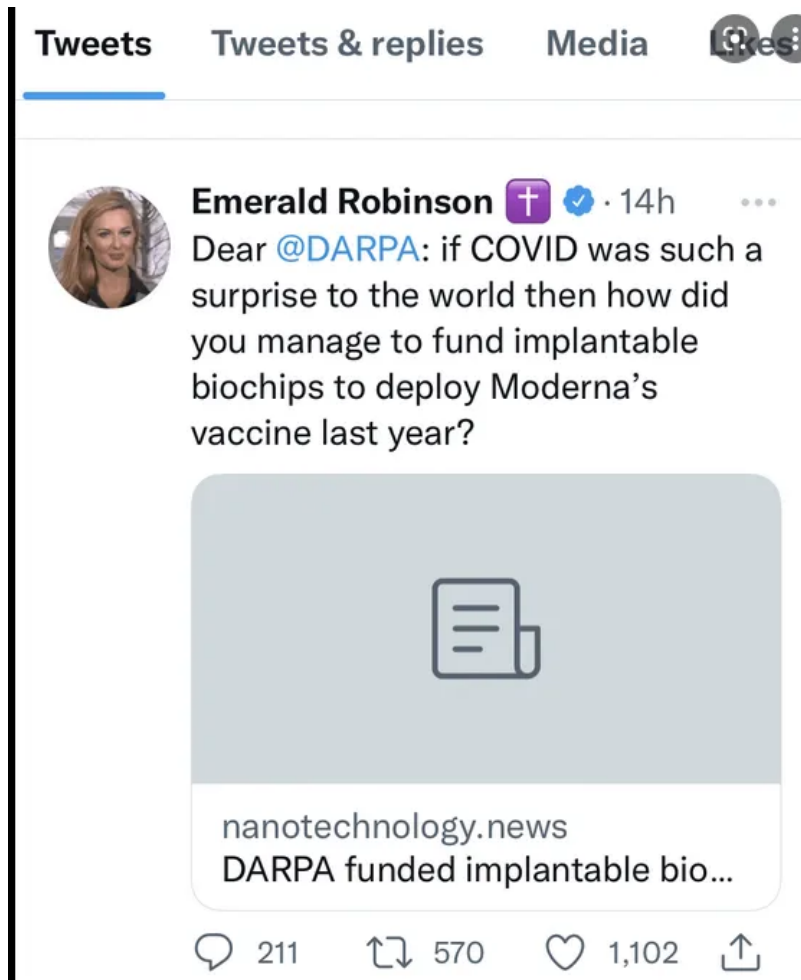 Tweets Tweets & replies Media Likes
Emerald Robinson ✝️ · 14h
Dear @DARPA: if COVID was such a
surprise to the world then how did
you manage to fund implantable
biochips to deploy Moderna’s
vaccine last year?
nanotechnology.news
DARPA funded implantable bio...
211 570 1,102